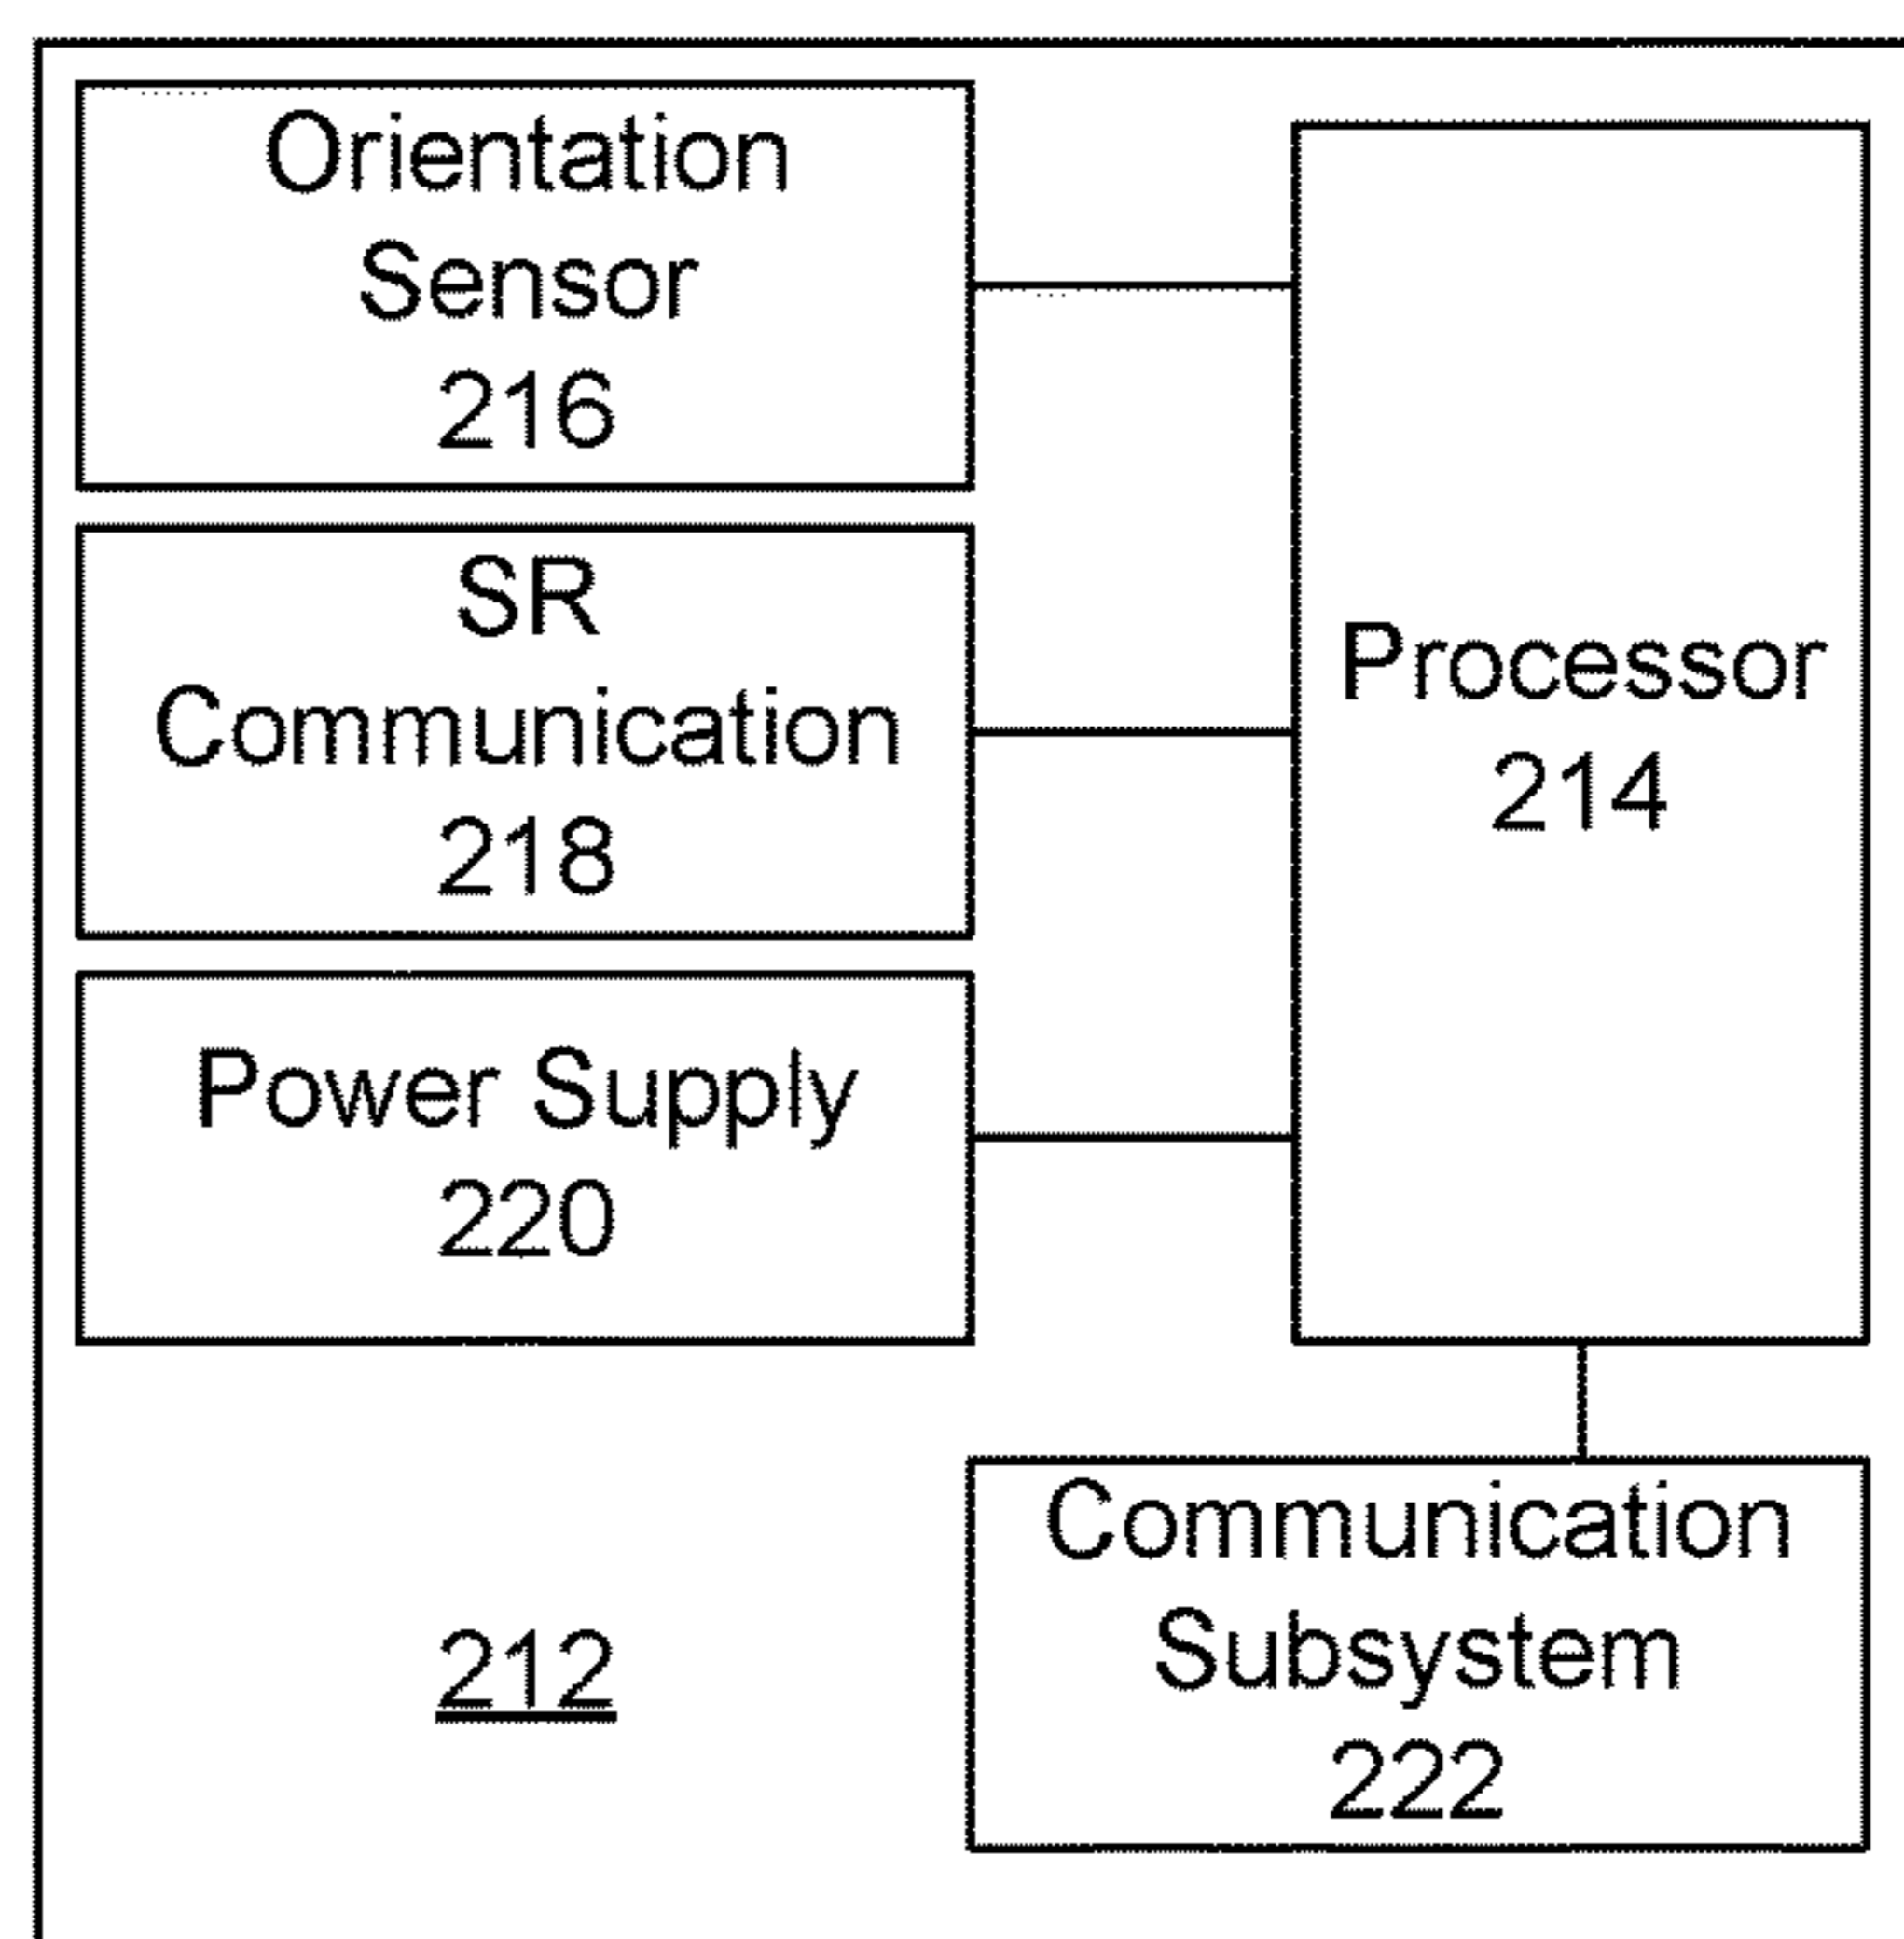 Orientation
Sensor
216
SR
Communication
218
Power Supply
220
Processor
214
Communication
Subsystem
222
212